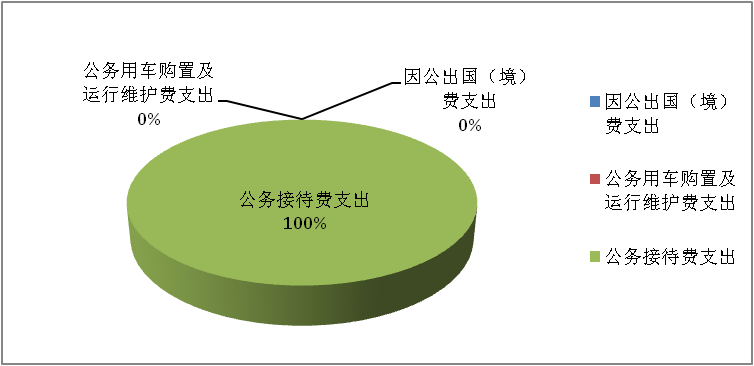 公务用车购置及
运行维护费支出
0%
因公出国（境）
费支出
0%
公务接待费支出
100%
因公出国（境）
费支出
公务用车购置及
运行维护费支出
公务接待费支出